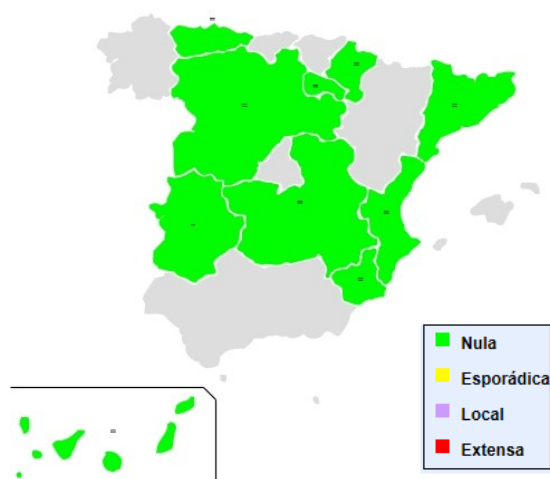 =
=
=
=
=
=
=
=
-
=
=
Nula
Esporádica
Local
Extensa